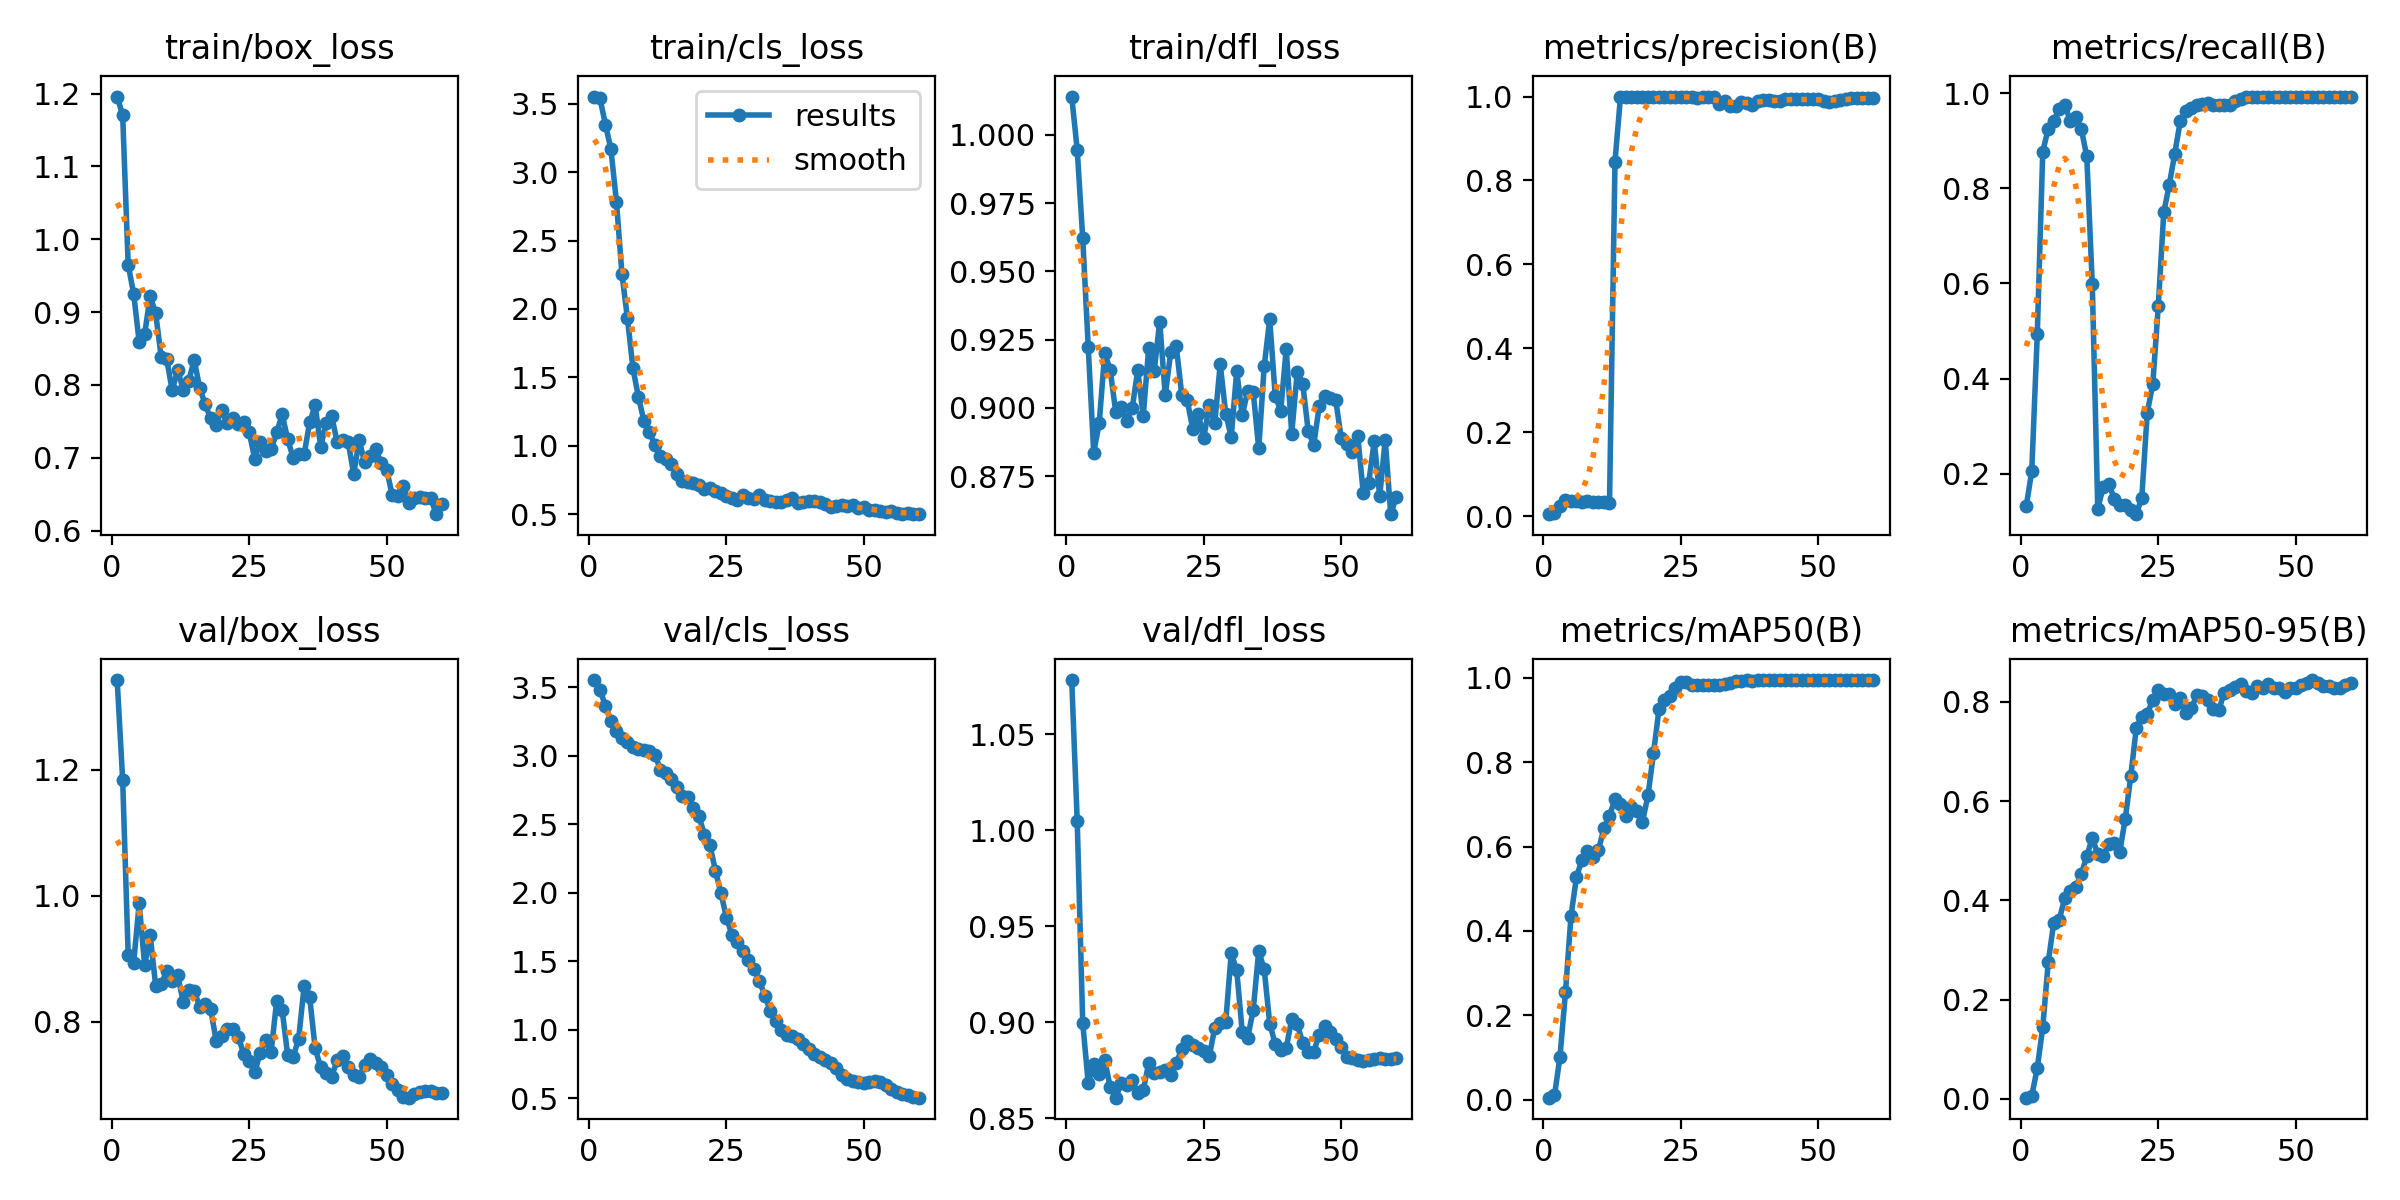 train/box_loss
1.2
1.1
1.0
0.9
0.8
0.7
0.6
0 25 50
train/cls_loss
results
smooth
3.5
3.0
2.5
2.0
1.5
1.0
0.5
0 25 50
train/dfl_loss
1.000
0.975
0.950
0.925
0.900
0.875
0 25 50
metrics/precision(B)
1.0
0.8
0.6
0.4
0.2
0.0
0 25 50
metrics/recall(B)
1.0
0.8
0.6
0.4
0.2
0 25 50
val/box_loss
1.2
1.0
0.8
0 25 50
val/cls_loss
3.5
3.0
2.5
2.0
1.5
1.0
0.5
0 25 50
val/dfl_loss
1.05
1.00
0.95
0.90
0.85
0 25 50
metrics/mAP50(B)
1.0
0.8
0.6
0.4
0.2
0.0
0 25 50
metrics/mAP50-95(B)
0.8
0.6
0.4
0.2
0.0
0 25 50